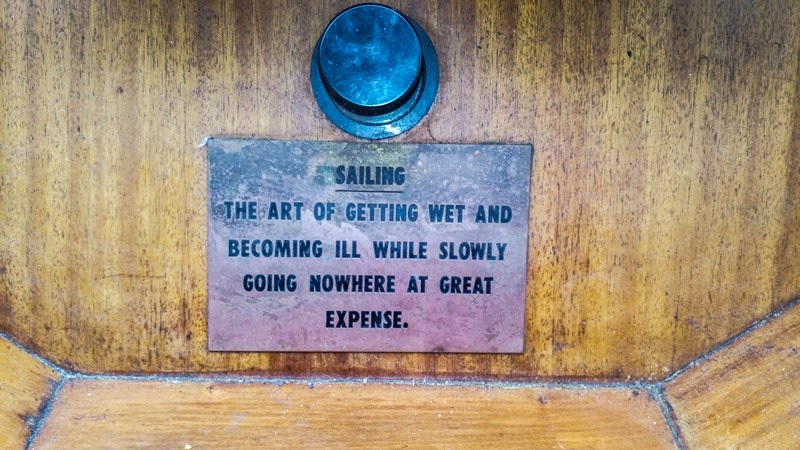 SAILING
THE ART OF GETTING WET AND
BECOMING ILL WHILE SLOWLY
GOING NOWHERE AT GREAT
EXPENSE.